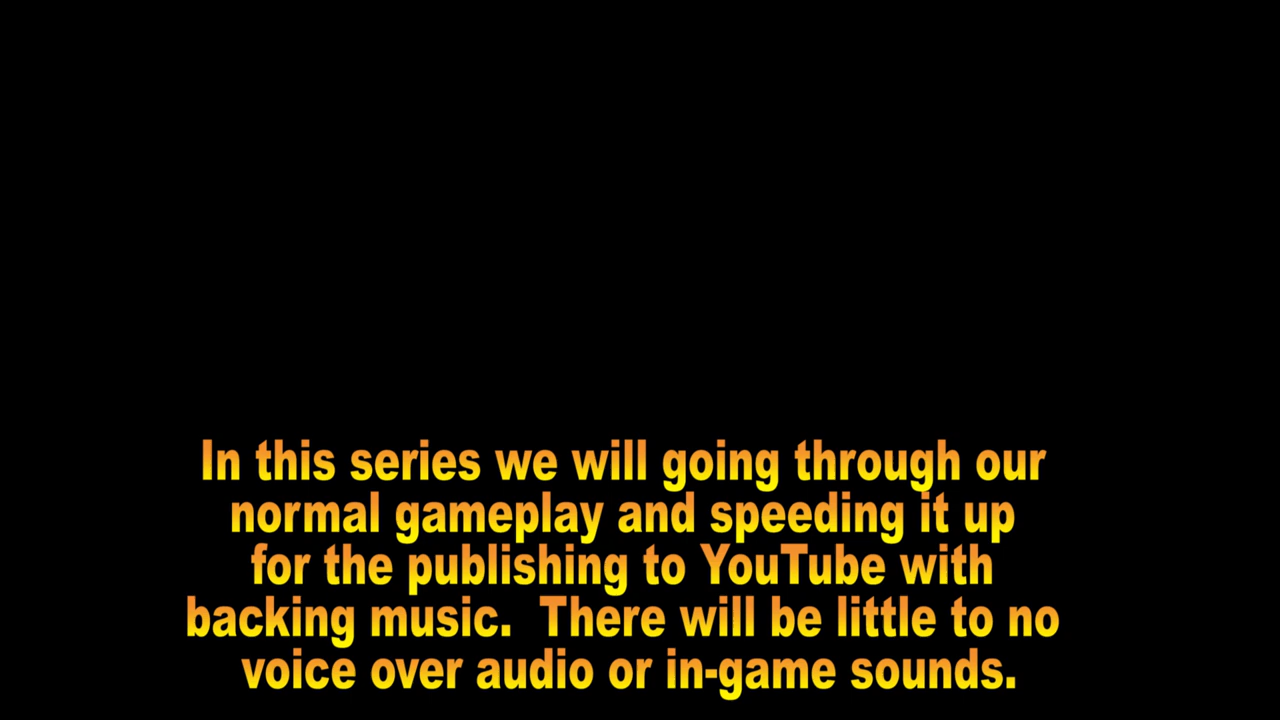 In this series we will going through our
normal gameplay and speeding it up
for the publishing to YouTube with
backing music.  There will be little to no
voice over audio or in-game sounds.